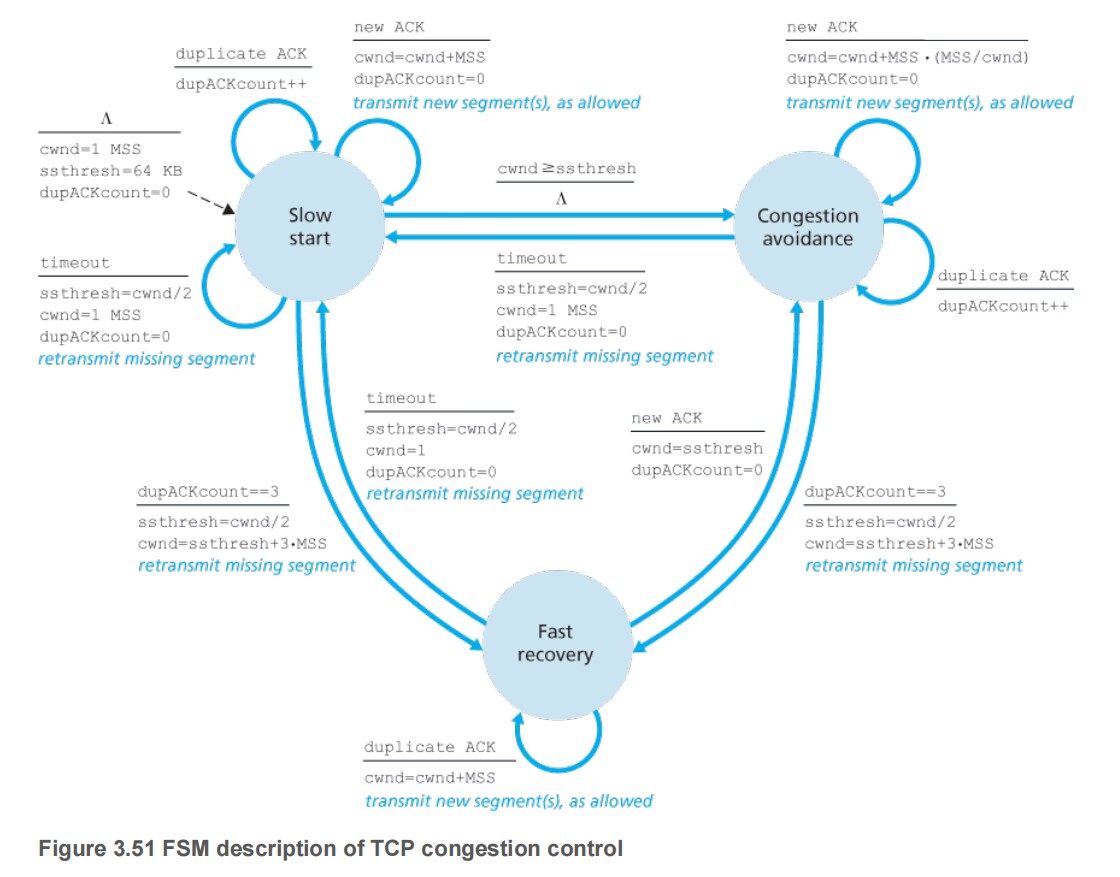 new ACK
cwnd=cwnd+MSS
dupACKcount=0
transmit new segment(s), as allowed
duplicate ACK
dupACKcount++
Λ
cwnd=1 MSS
ssthresh=64 KB
dupACKcount=0
new ACK
cwnd=cwnd+MSS·(MSS/cwnd)
dupACKcount=0
transmit new segment(s), as allowed
cwnd≥ssthresh
Λ
Slow
start
Congestion
avoidance
timeout
ssthresh=cwnd/2
cwnd=1 MSS
dupACKcount=0
retransmit missing segment
timeout
ssthresh=cwnd/2
cwnd=1 MSS
dupACKcount=0
retransmit missing segment
duplicate ACK
dupACKcount++
timeout
ssthresh=cwnd/2
cwnd=1
dupACKcount=0
retransmit missing segment
new ACK
cwnd=ssthresh
dupACKcount=0
dupACKcount==3
ssthresh=cwnd/2
cwnd=ssthresh+3·MSS
retransmit missing segment
dupACKcount==3
ssthresh=cwnd/2
cwnd=ssthresh+3·MSS
retransmit missing segment
Fast
recovery
duplicate ACK
cwnd=cwnd+MSS
transmit new segment(s), as allowed
Figure 3.51 FSM description of TCP congestion control